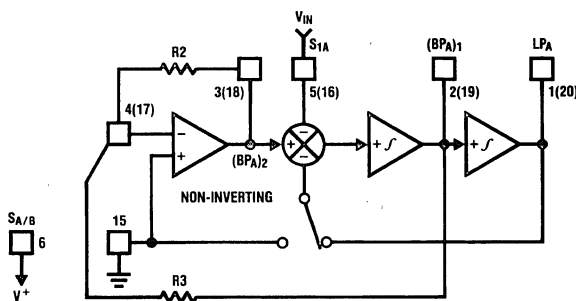 V_IN
S_1A
(BP_A)_1
LP_A
R2
3(18)
5(16)
2(19)
1(20)
4(17)
−
+
+
−
−
+ ∫
+ ∫
(BP_A)_2
NON-INVERTING
S_A/B
6
15
V⁺
R3